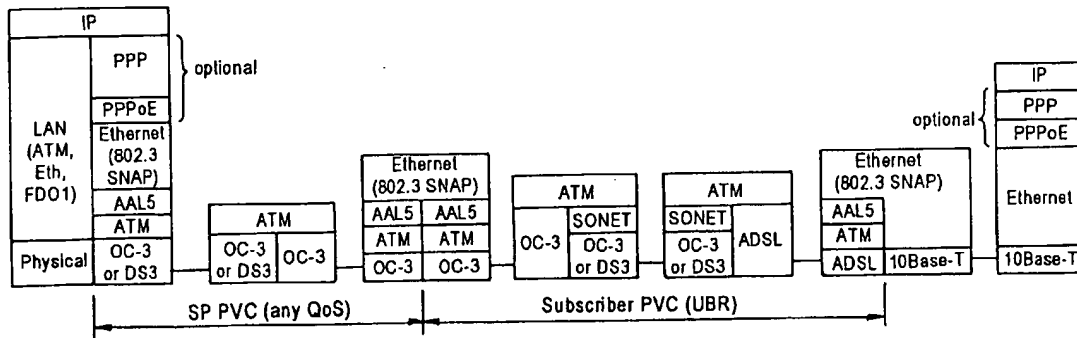 IP
LAN
(ATM,
Eth,
FDO1)
Physical
PPP
PPPoE
Ethernet
(802.3
SNAP)
AAL5
ATM
OC-3
or DS3
optional
ATM
OC-3
or DS3
OC-3
Ethernet
(802.3 SNAP)
AAL5
AAL5
ATM
ATM
OC-3
OC-3
ATM
OC-3
SONET
OC-3
or DS3
ATM
SONET
OC-3
or DS3
ADSL
Ethernet
(802.3 SNAP)
AAL5
ATM
ADSL
10Base-T
optional
IP
PPP
PPPoE
Ethernet
10Base-T
SP PVC (any QoS)
Subscriber PVC (UBR)